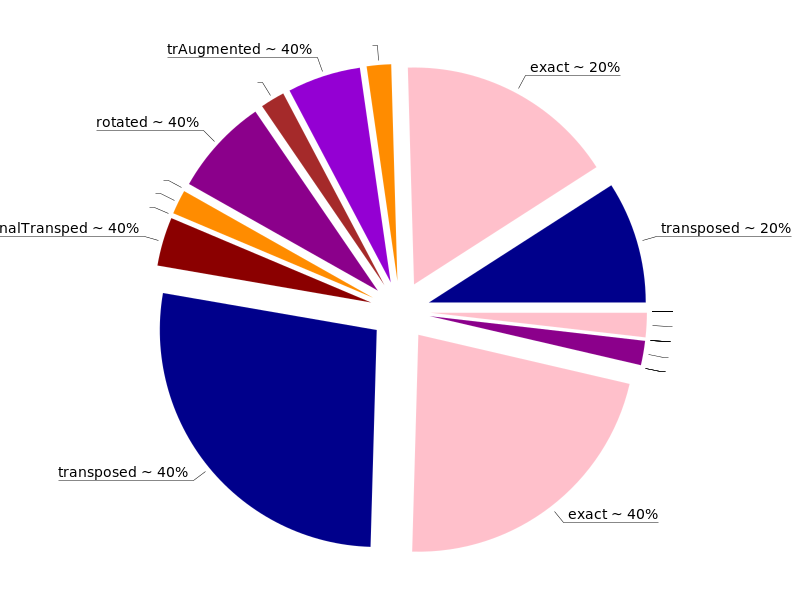 trAugmented ~ 40%
exact ~ 20%
rotated ~ 40%
nalTransped ~ 40%
transposed ~ 20%
transposed ~ 40%
exact ~ 40%